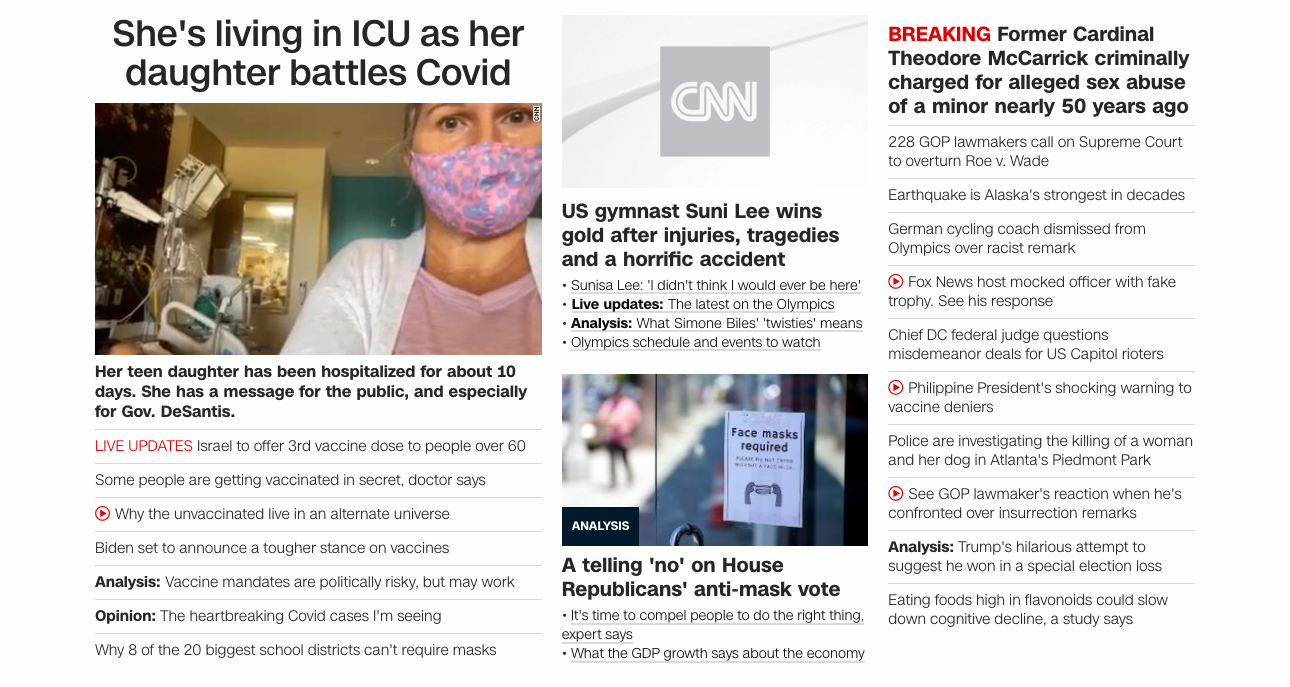 She's living in ICU as her
daughter battles Covid
CNN
Her teen daughter has been hospitalized for about 10
days. She has a message for the public, and especially
for Gov. DeSantis.
LIVE UPDATES Israel to offer 3rd vaccine dose to people over 60
Some people are getting vaccinated in secret, doctor says
Why the unvaccinated live in an alternate universe
Biden set to announce a tougher stance on vaccines
Analysis: Vaccine mandates are politically risky, but may work
Opinion: The heartbreaking Covid cases I'm seeing
Why 8 of the 20 biggest school districts can't require masks
CNN
US gymnast Suni Lee wins
gold after injuries, tragedies
and a horrific accident
• Sunisa Lee: 'I didn't think I would ever be here'
• Live updates: The latest on the Olympics
• Analysis: What Simone Biles' 'twisties' means
• Olympics schedule and events to watch
Face masks
required
PLEASE DO NOT ENTER
WITHOUT A FACE MASK
ANALYSIS
A telling 'no' on House
Republicans' anti-mask vote
• It's time to compel people to do the right thing,
expert says
• What the GDP growth says about the economy
BREAKING Former Cardinal
Theodore McCarrick criminally
charged for alleged sex abuse
of a minor nearly 50 years ago
228 GOP lawmakers call on Supreme Court
to overturn Roe v. Wade
Earthquake is Alaska's strongest in decades
German cycling coach dismissed from
Olympics over racist remark
Fox News host mocked officer with fake
trophy. See his response
Chief DC federal judge questions
misdemeanor deals for US Capitol rioters
Philippine President's shocking warning to
vaccine deniers
Police are investigating the killing of a woman
and her dog in Atlanta's Piedmont Park
See GOP lawmaker's reaction when he's
confronted over insurrection remarks
Analysis: Trump's hilarious attempt to
suggest he won in a special election loss
Eating foods high in flavonoids could slow
down cognitive decline, a study says